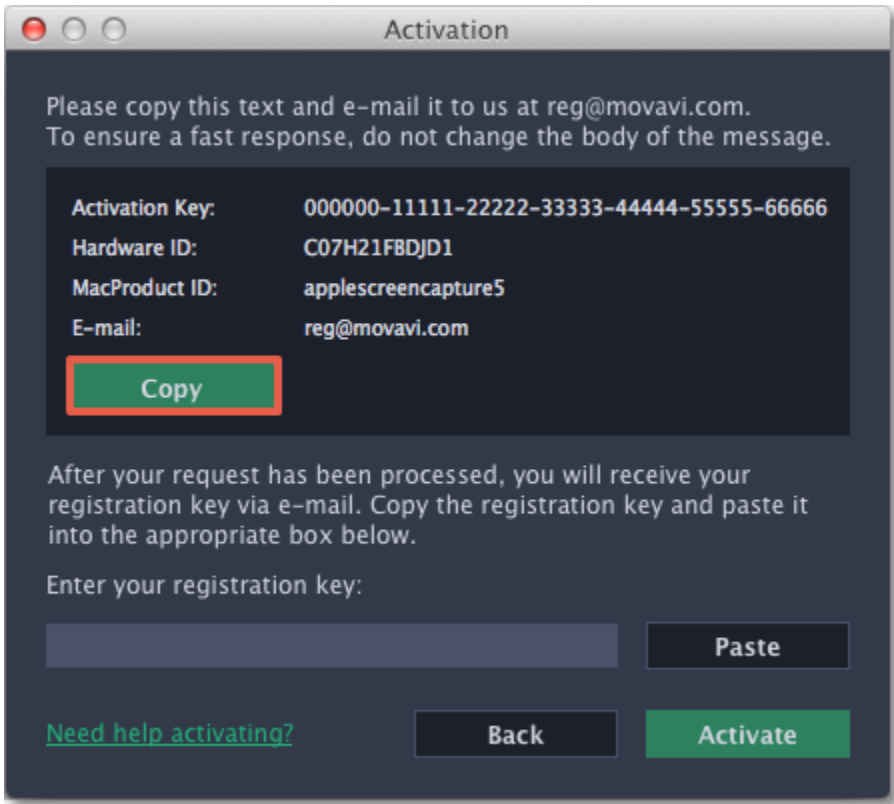 Activation
Please copy this text and e-mail it to us at reg@movavi.com.
To ensure a fast response, do not change the body of the message.
Activation Key: 000000-11111-22222-33333-44444-55555-66666
Hardware ID: C07H21FBDJD1
MacProduct ID: applescreencapture5
E-mail: reg@movavi.com
Copy
After your request has been processed, you will receive your
registration key via e-mail. Copy the registration key and paste it
into the appropriate box below.
Enter your registration key:
Paste
Need help activating? Back Activate